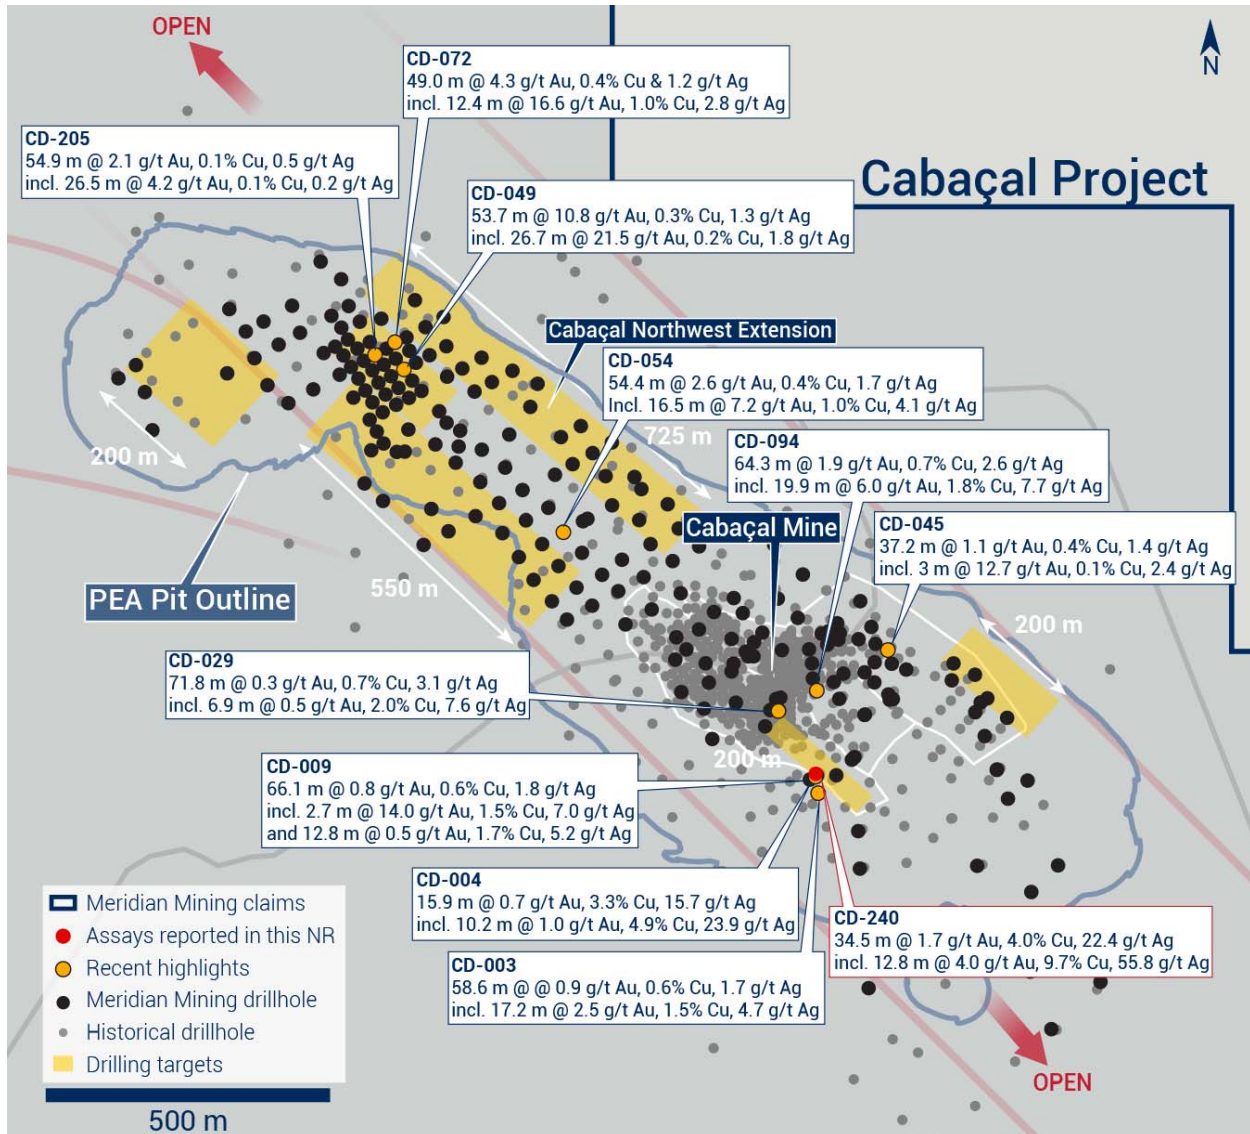 OPEN
N
CD-072
49.0 m @ 4.3 g/t Au, 0.4% Cu & 1.2 g/t Ag
incl. 12.4 m @ 16.6 g/t Au, 1.0% Cu, 2.8 g/t Ag
CD-205
54.9 m @ 2.1 g/t Au, 0.1% Cu, 0.5 g/t Ag
incl. 26.5 m @ 4.2 g/t Au, 0.1% Cu, 0.2 g/t Ag
Cabaçal Project
CD-049
53.7 m @ 10.8 g/t Au, 0.3% Cu, 1.3 g/t Ag
incl. 26.7 m @ 21.5 g/t Au, 0.2% Cu, 1.8 g/t Ag
Cabaçal Northwest Extension
CD-054
54.4 m @ 2.6 g/t Au, 0.4% Cu, 1.7 g/t Ag
Incl. 16.5 m @ 7.2 g/t Au, 1.0% Cu, 4.1 g/t Ag
725 m
200 m
CD-094
64.3 m @ 1.9 g/t Au, 0.7% Cu, 2.6 g/t Ag
incl. 19.9 m @ 6.0 g/t Au, 1.8% Cu, 7.7 g/t Ag
Cabaçal Mine
CD-045
37.2 m @ 1.1 g/t Au, 0.4% Cu, 1.4 g/t Ag
incl. 3 m @ 12.7 g/t Au, 0.1% Cu, 2.4 g/t Ag
PEA Pit Outline
550 m
200 m
CD-029
71.8 m @ 0.3 g/t Au, 0.7% Cu, 3.1 g/t Ag
incl. 6.9 m @ 0.5 g/t Au, 2.0% Cu, 7.6 g/t Ag
200 m
CD-009
66.1 m @ 0.8 g/t Au, 0.6% Cu, 1.8 g/t Ag
incl. 2.7 m @ 14.0 g/t Au, 1.5% Cu, 7.0 g/t Ag
and 12.8 m @ 0.5 g/t Au, 1.7% Cu, 5.2 g/t Ag
CD-004
15.9 m @ 0.7 g/t Au, 3.3% Cu, 15.7 g/t Ag
incl. 10.2 m @ 1.0 g/t Au, 4.9% Cu, 23.9 g/t Ag
CD-240
34.5 m @ 1.7 g/t Au, 4.0% Cu, 22.4 g/t Ag
incl. 12.8 m @ 4.0 g/t Au, 9.7% Cu, 55.8 g/t Ag
CD-003
58.6 m @ @ 0.9 g/t Au, 0.6% Cu, 1.7 g/t Ag
incl. 17.2 m @ 2.5 g/t Au, 1.5% Cu, 4.7 g/t Ag
OPEN
Meridian Mining claims
Assays reported in this NR
Recent highlights
Meridian Mining drillhole
Historical drillhole
Drilling targets
500 m